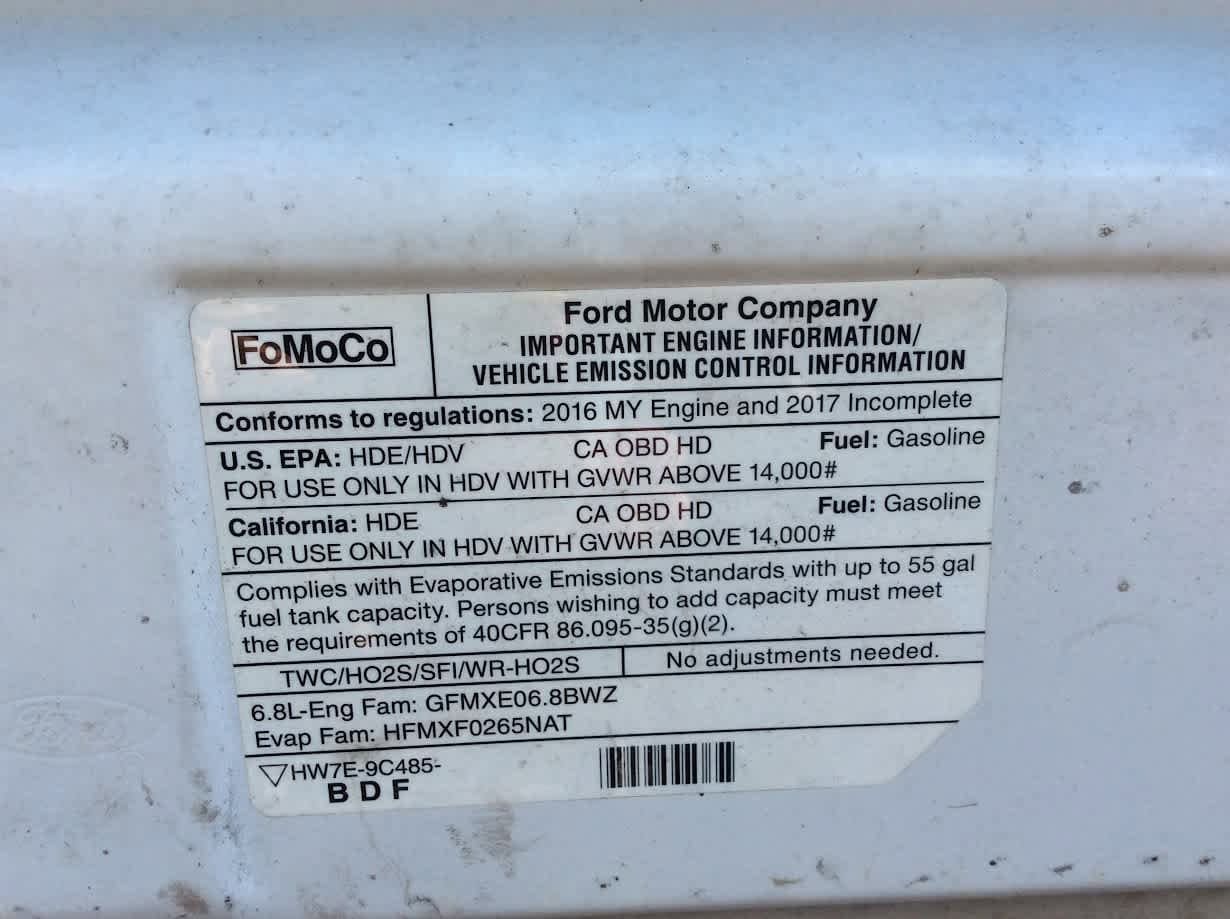 FoMoCo
Ford Motor Company
IMPORTANT ENGINE INFORMATION/
VEHICLE EMISSION CONTROL INFORMATION
Conforms to regulations: 2016 MY Engine and 2017 Incomplete
U.S. EPA: HDE/HDV CA OBD HD Fuel: Gasoline
FOR USE ONLY IN HDV WITH GVWR ABOVE 14,000#
California: HDE CA OBD HD Fuel: Gasoline
FOR USE ONLY IN HDV WITH GVWR ABOVE 14,000#
Complies with Evaporative Emissions Standards with up to 55 gal
fuel tank capacity. Persons wishing to add capacity must meet
the requirements of 40CFR 86.095-35(g)(2).
TWC/HO2S/SFI/WR-HO2S No adjustments needed.
6.8L-Eng Fam: GFMXE06.8BWZ
Evap Fam: HFMXF0265NAT
HW7E-9C485-
B D F
Ford